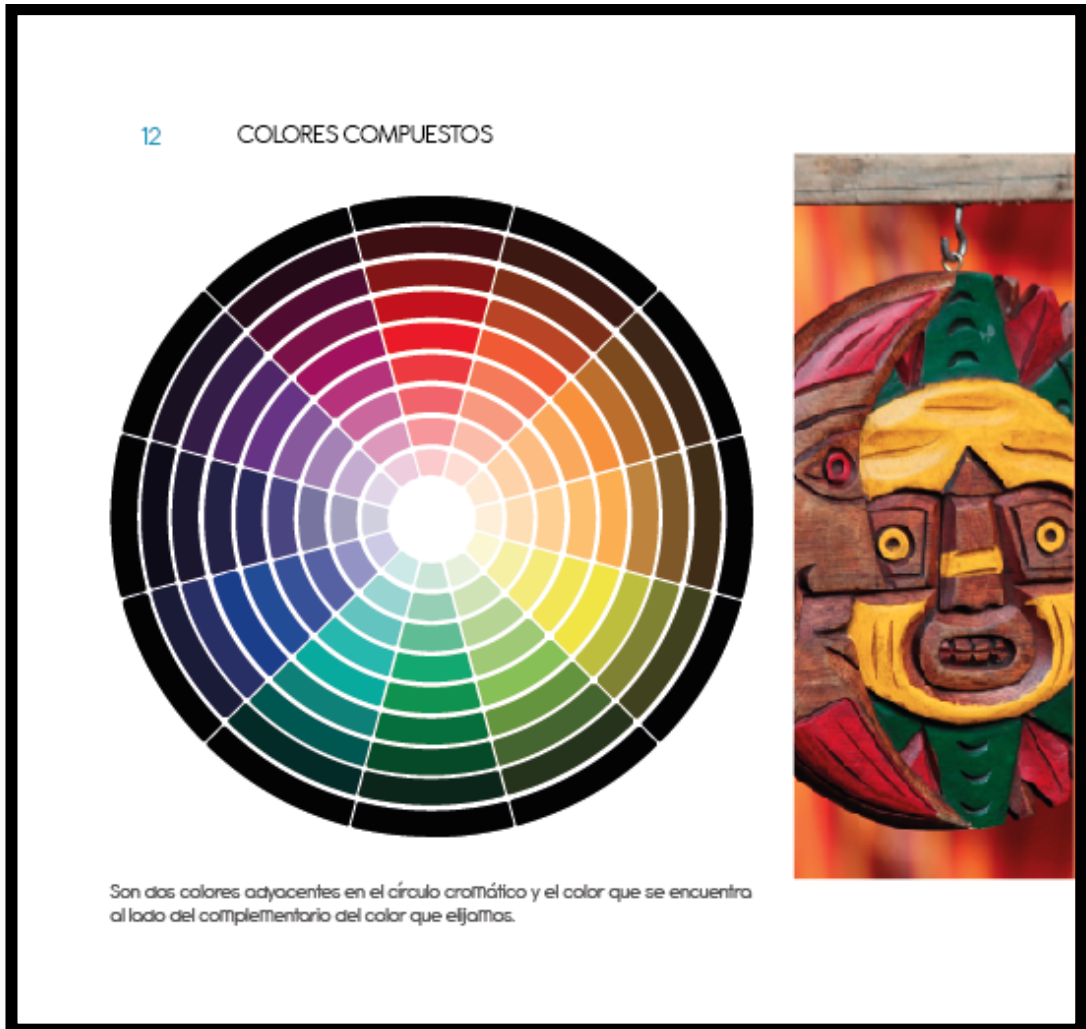 12 COLORES COMPUESTOS
Son dos colores adyacentes en el círculo cromático y el color que se encuentra
al lado del complementario del color que elijamos.